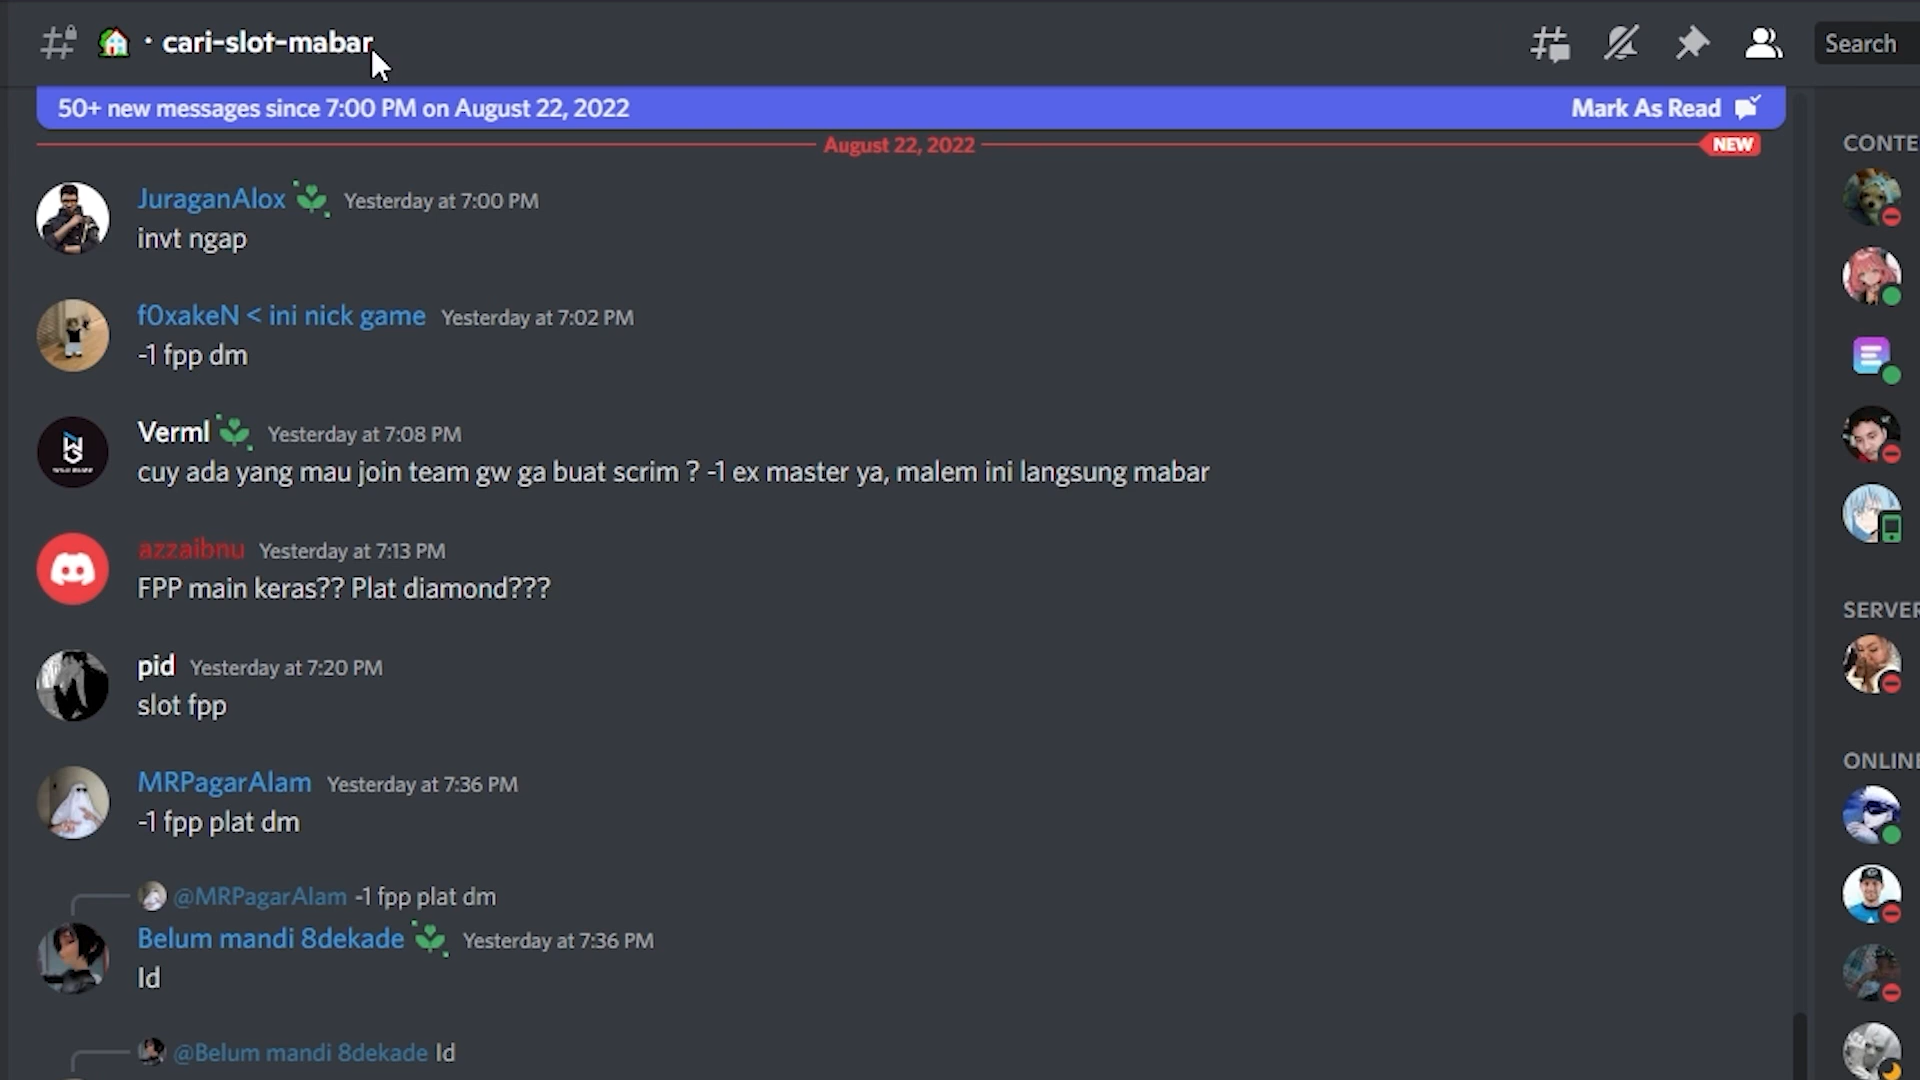 cari-slot-mabar
Search
50+ new messages since 7:00 PM on August 22, 2022
Mark As Read
August 22, 2022
NEW
JuraganAlox Yesterday at 7:00 PM
invt ngap
f0xakeN < ini nick game Yesterday at 7:02 PM
-1 fpp dm
Verml Yesterday at 7:08 PM
cuy ada yang mau join team gw ga buat scrim ? -1 ex master ya, malem ini langsung mabar
azzaibnu Yesterday at 7:13 PM
FPP main keras?? Plat diamond???
pid Yesterday at 7:20 PM
slot fpp
MRPagarAlam Yesterday at 7:36 PM
-1 fpp plat dm
@MRPagarAlam -1 fpp plat dm
Belum mandi 8dekade Yesterday at 7:36 PM
Id
@Belum mandi 8dekade Id
CONTE
SERVER
ONLINE